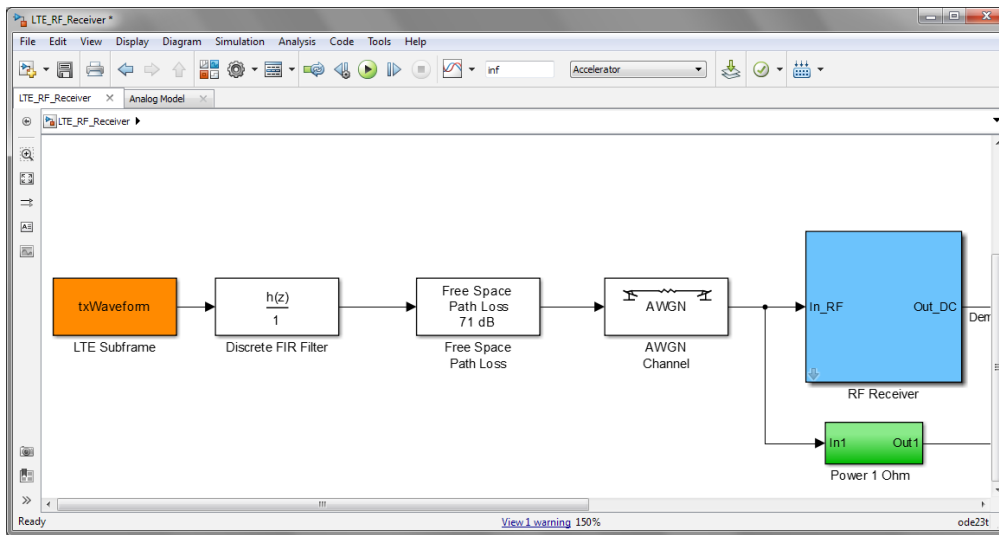 LTE_RF_Receiver *
File Edit View Display Diagram Simulation Analysis Code Tools Help
inf
Accelerator
LTE_RF_Receiver
Analog Model
LTE_RF_Receiver
txWaveform
LTE Subframe
h(z)
1
Discrete FIR Filter
Free Space
Path Loss
71 dB
Free Space
Path Loss
AWGN
AWGN
Channel
In_RF
Out_DC
Dem
RF Receiver
In1
Out1
Power 1 Ohm
Ready
View 1 warning
150%
ode23t